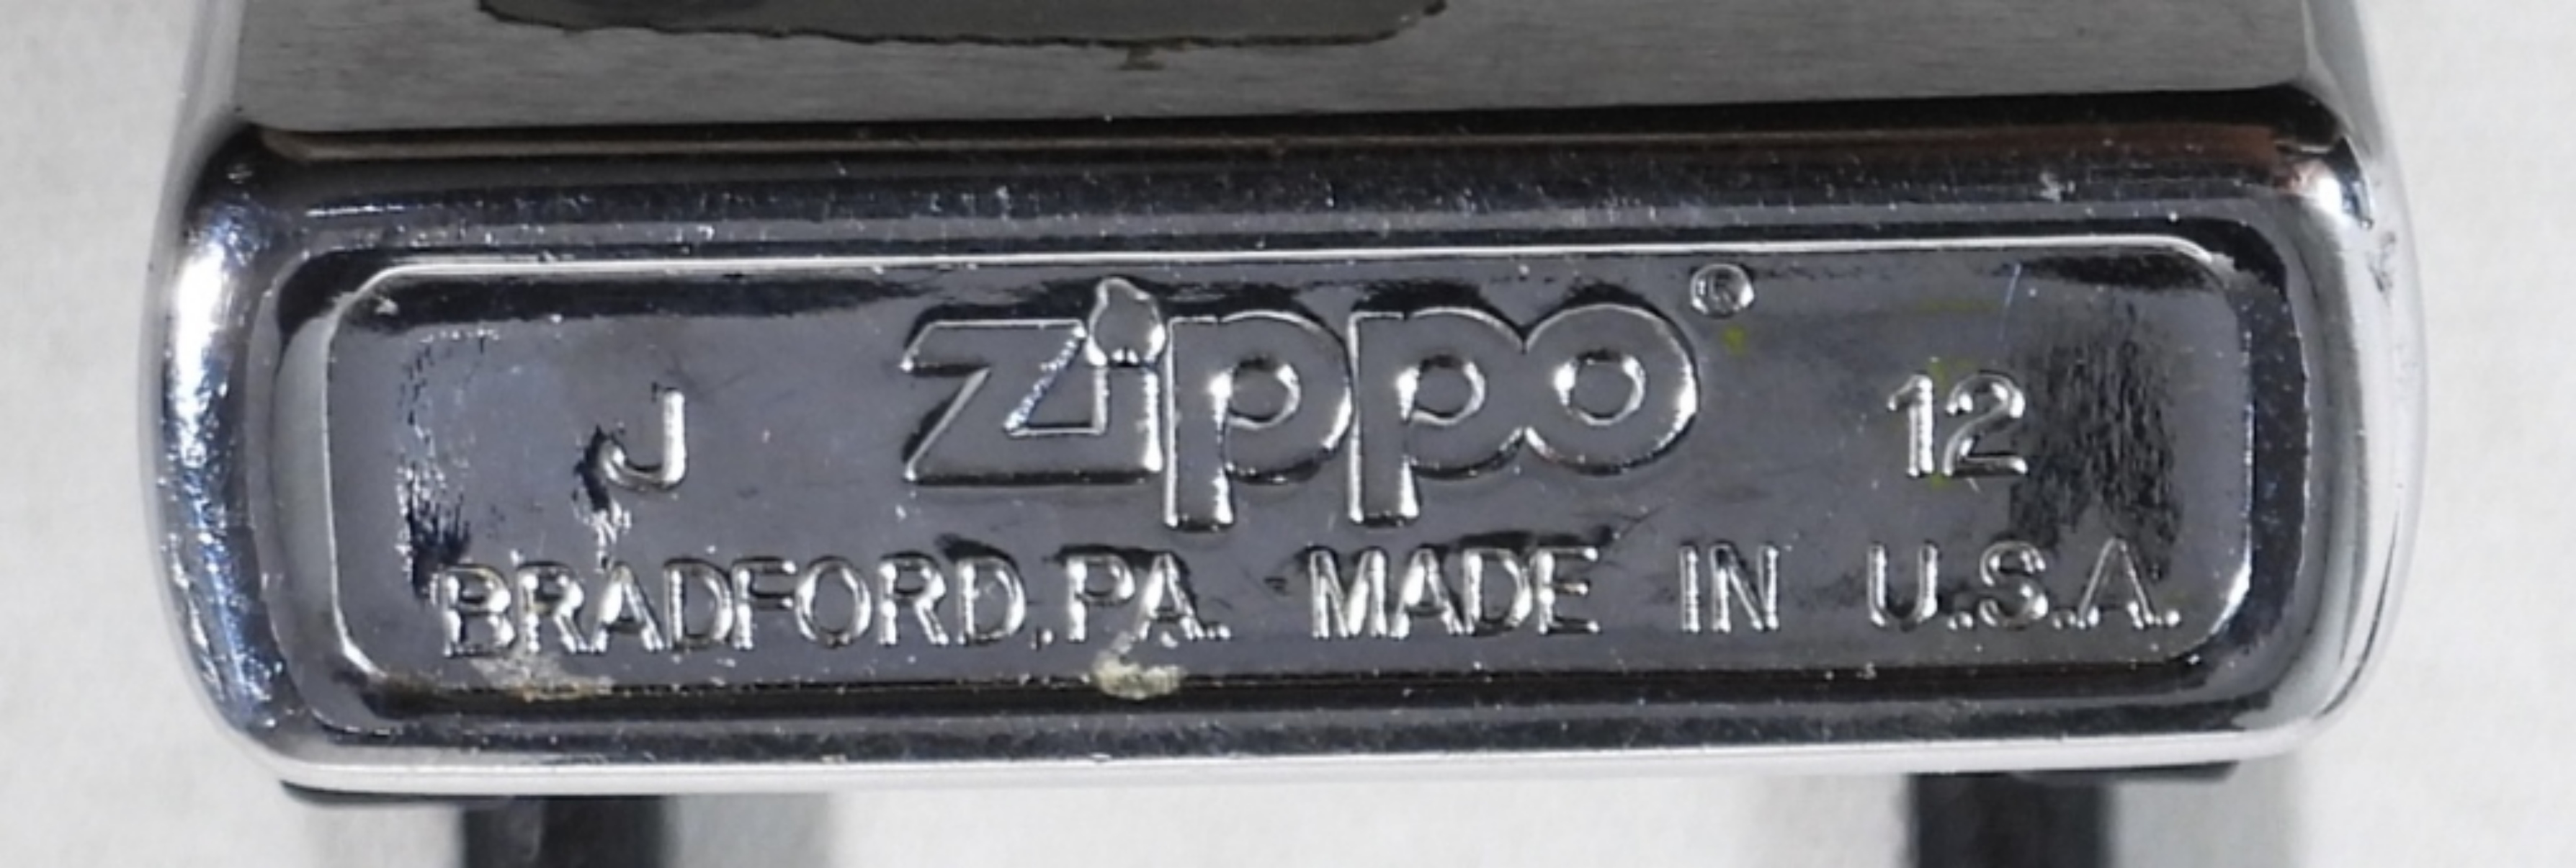 J zippo® 12
BRADFORD, PA. MADE IN U.S.A.